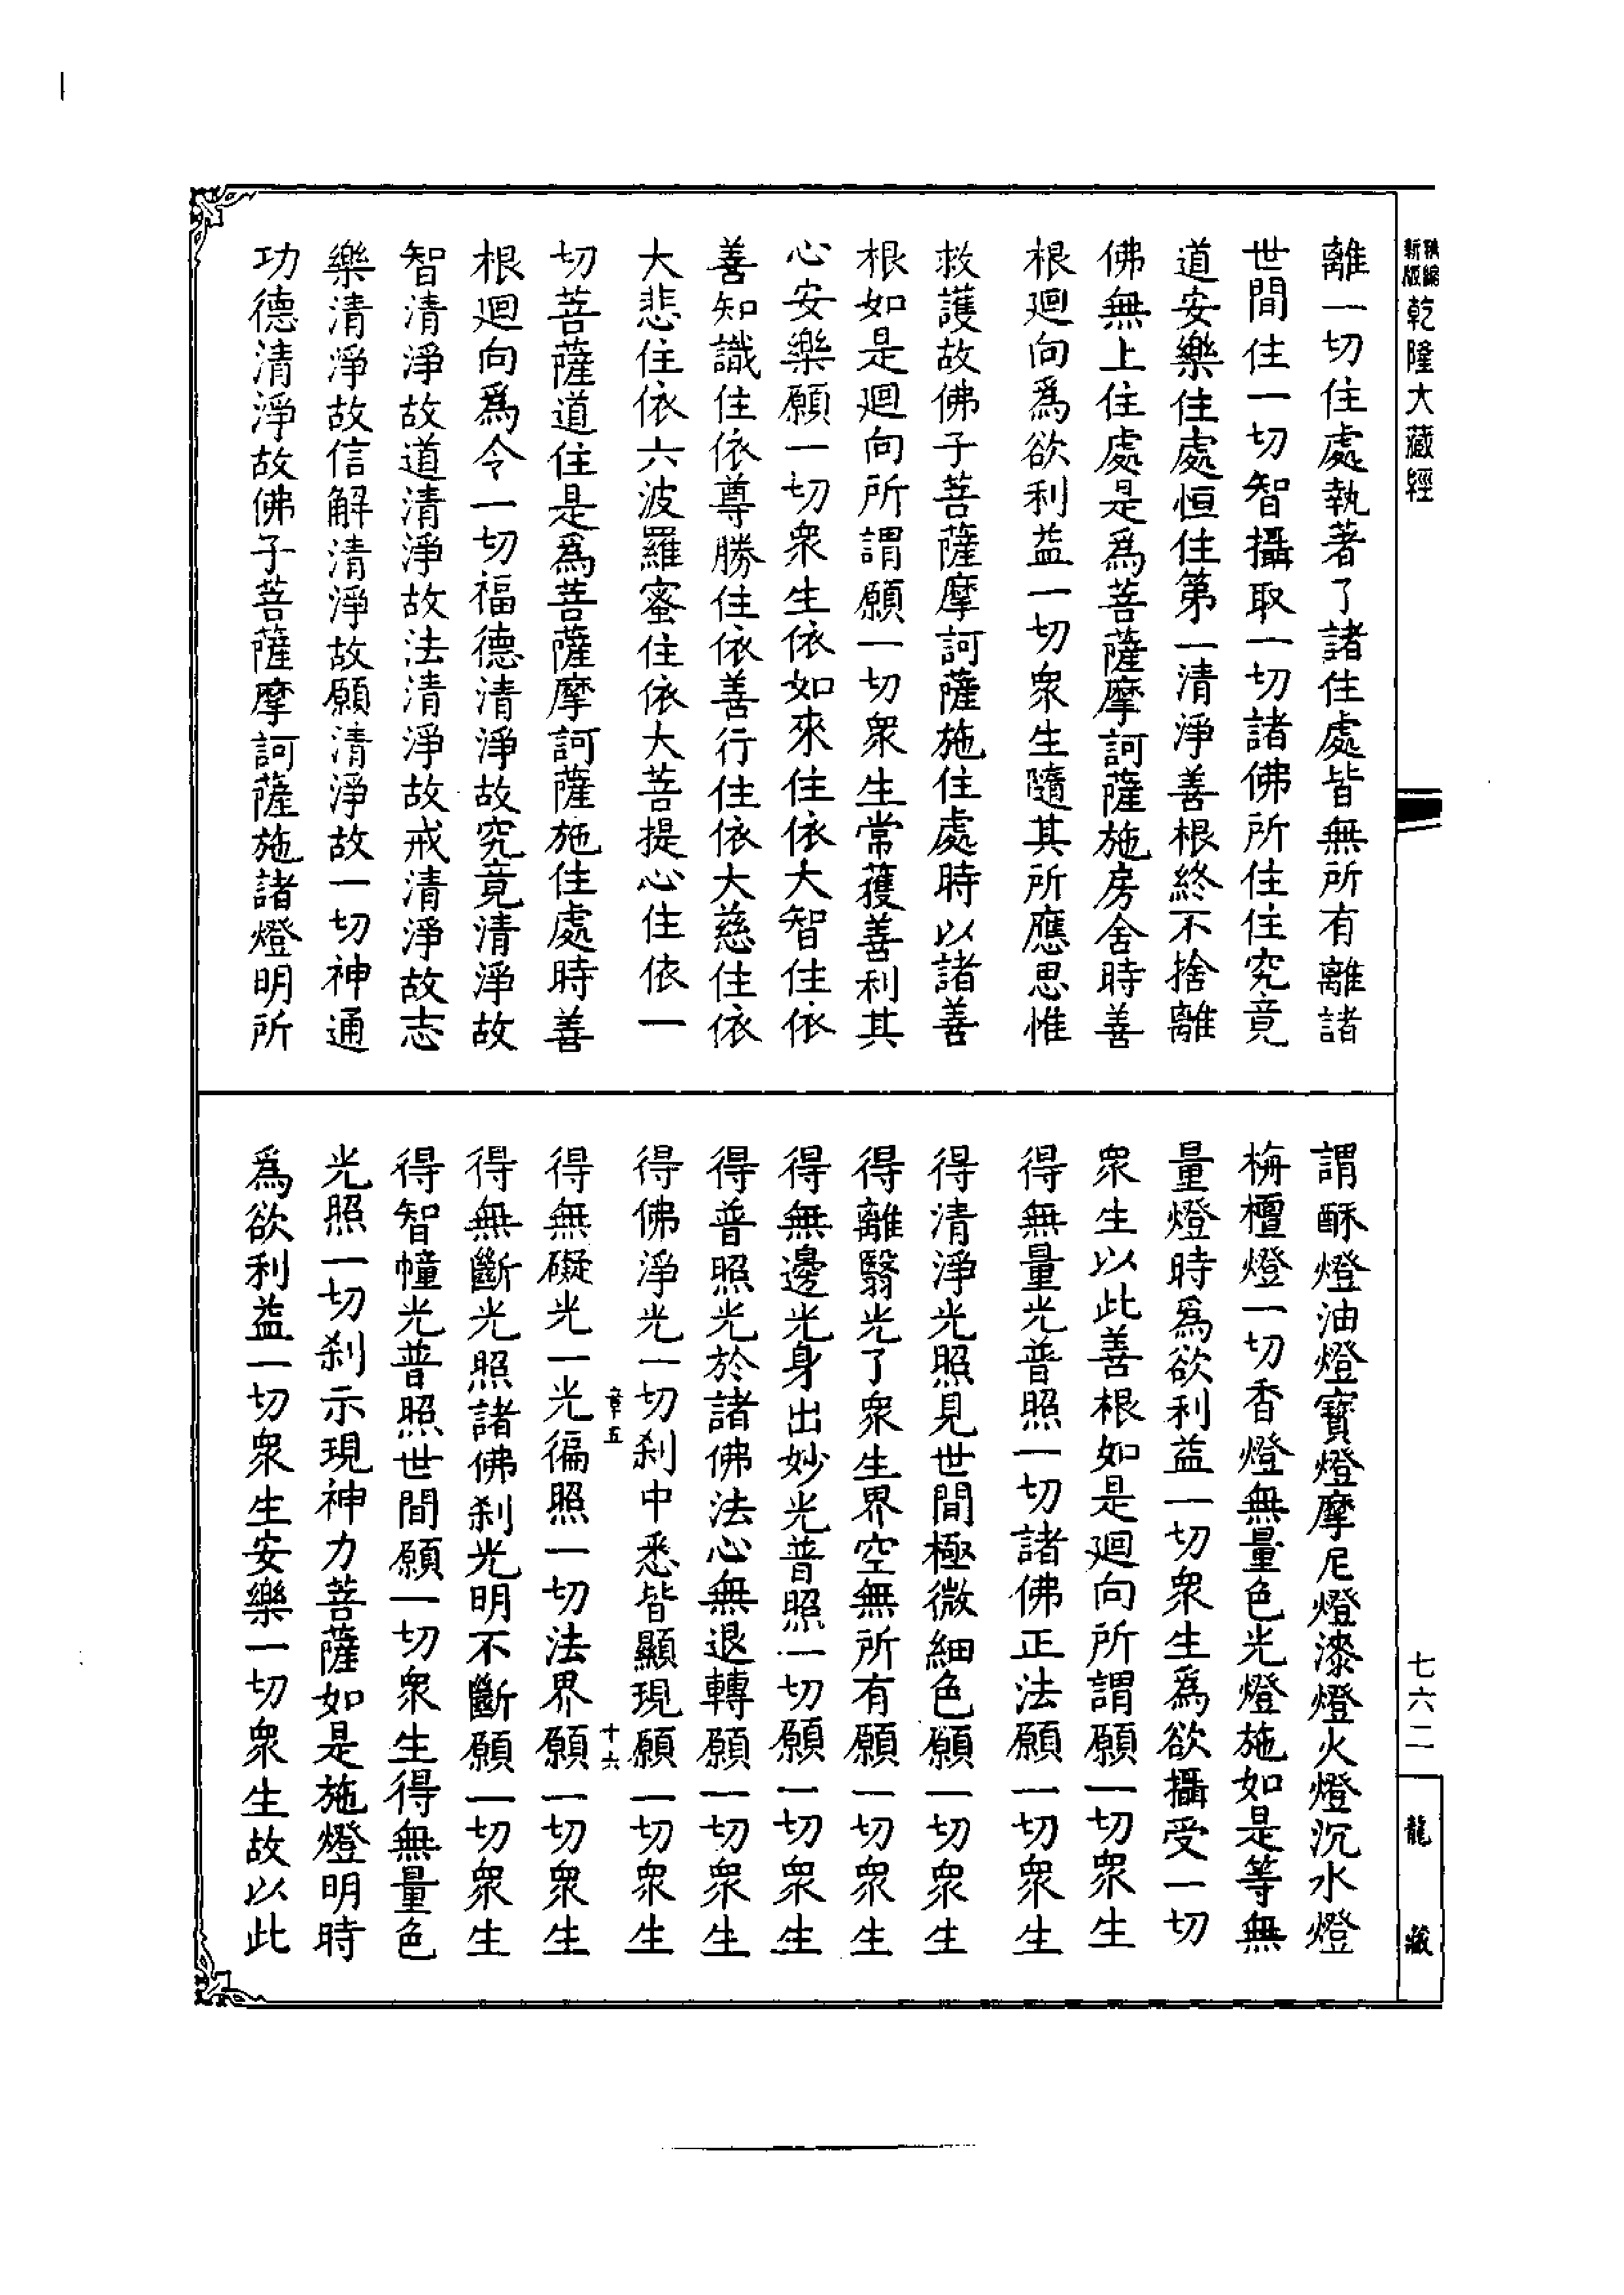 新編縮版乾隆大藏經
離一切住處執著了諸住處皆無所有離諸
世間住一切智攝取一切諸佛所住住究竟
道安樂住處恒住第一清淨善根終不捨離
佛無上住處是爲菩薩摩訶薩施房舍時善
根迴向爲欲利益一切衆生隨其所應思惟
救護故佛子菩薩摩訶薩施住處時以諸善
根如是迴向所謂願一切衆生常獲善利其
心安樂願一切衆生依如來住依大智住依
善知識住依尊勝住依善行住依大慈住依
大悲住依六波羅蜜住依大菩提心住依一
切菩薩道住是爲菩薩摩訶薩施住處時善
根迴向爲令一切福德清淨故究竟清淨故
智清淨故道清淨故法清淨故戒清淨故志
樂清淨故信解清淨故願清淨故一切神通
功德清淨故佛子菩薩摩訶薩施諸燈明所
謂酥燈油燈寶燈摩尼燈漆燈火燈沉水燈
栴檀燈一切香燈無量色光燈施如是等無
量燈時爲欲利益一切衆生爲欲攝受一切
衆生以此善根如是迴向所謂願一切衆生
得無量光普照一切諸佛正法願一切衆生
得清淨光照見世間極微細色願一切衆生
得離翳光了衆生界空無所有願一切衆生
得無邊光身出妙光普照一切願一切衆生
得普照光於諸佛法心無退轉願一切衆生
得佛淨光一切刹中悉皆顯現願一切衆生
章五 十六
得無礙光一光徧照一切法界願一切衆生
得無斷光照諸佛刹光明不斷願一切衆生
得智幢光普照世間願一切衆生得無量色
光照一切刹示現神力菩薩如是施燈明時
爲欲利益一切衆生安樂一切衆生故以此
七六二
龍藏